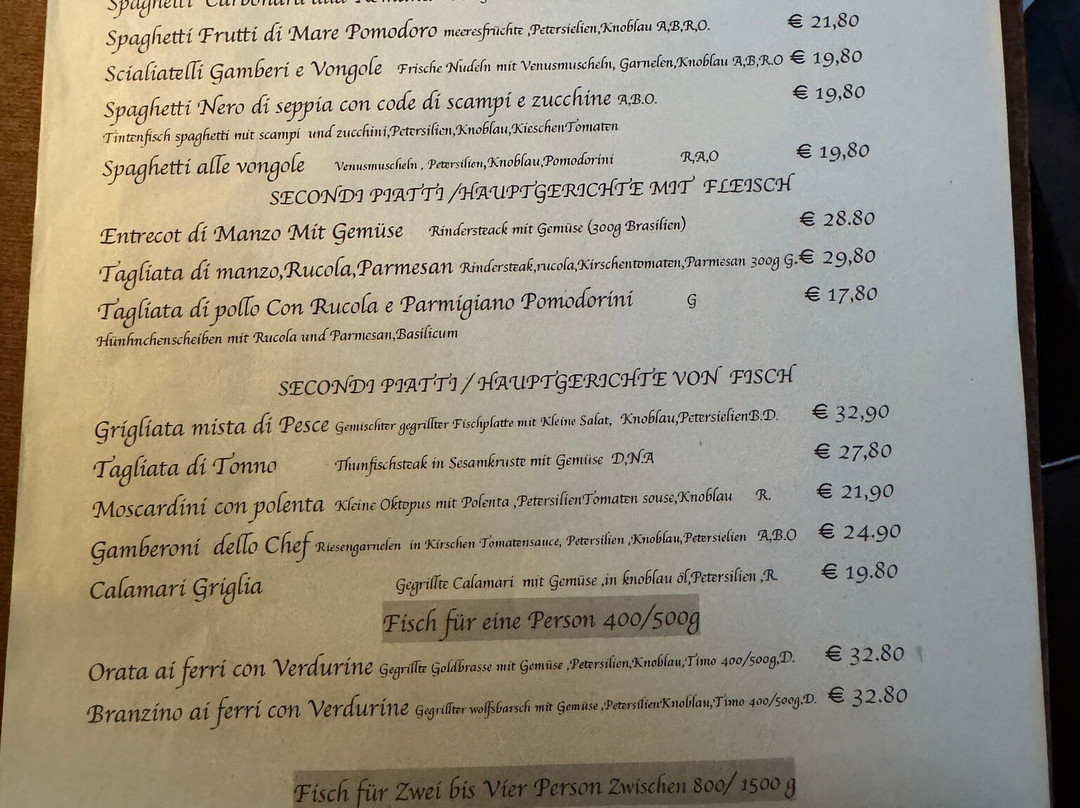 Spaghetti Carbonara alla Romana
Spaghetti Frutti di Mare Pomodoro meeresfrüchte ,Petersielien,Knoblau A,B,R,O. € 21,80
Scialiatelli Gamberi e Vongole Frische Nudeln mit Venusmuscheln, Garnelen,Knoblau A,B,R.O € 19,80
Spaghetti Nero di seppia con code di scampi e zucchine A,B.O. € 19,80
Tintenfisch spaghetti mit scampi und zucchini,Petersilien,Knoblau,KieschenTomaten
Spaghetti alle vongole Venusmuscheln , Petersilien,Knoblau,Pomodorini R,A,O € 19,80
SECONDI PIATTI /HAUPTGERICHTE MIT FLEISCH
Entrecot di Manzo Mit Gemüse Rindersteack mit Gemüse (300g Brasilien) € 28.80
Tagliata di manzo,Rucola,Parmesan Rindersteak,rucola,Kirschentomaten,Parmesan 300g G. € 29,80
Tagliata di pollo Con Rucola e Parmigiano Pomodorini G € 17,80
Hünhnchenscheiben mit Rucola und Parmesan,Basilicum
SECONDI PIATTI / HAUPTGERICHTE VON FISCH
Grigliata mista di Pesce Gemischter gegrillter Fischplatte mit Kleine Salat, Knoblau,PetersielienB,D. € 32,90
Tagliata di Tonno Thunfischsteak in Sesamkruste mit Gemüse D,N.A € 27,80
Moscardini con polenta Kleine Oktopus mit Polenta ,PetersilienTomaten souse,Knoblau R. € 21,90
Gamberoni dello Chef Riesengarnelen in Kirschen Tomatensauce, Petersilien ,Knoblau,Petersielien A,B.O € 24.90
Calamari Griglia Gegrillte Calamari mit Gemüse ,in knoblau öl,Petersilien ,R. € 19.80
Fisch für eine Person 400/500g
Orata ai ferri con Verdurine Gegrillte Goldbrasse mit Gemüse ,Petersilien,Knoblau,Timo 400/500g,D. € 32.80
Branzino ai ferri con Verdurine Gegrillter wolfsbarsch mit Gemüse ,Petersilien'Knoblau,Timo 400/500g.D. € 32.80
Fisch für Zwei bis Vier Person Zwischen 800/ 1500 g